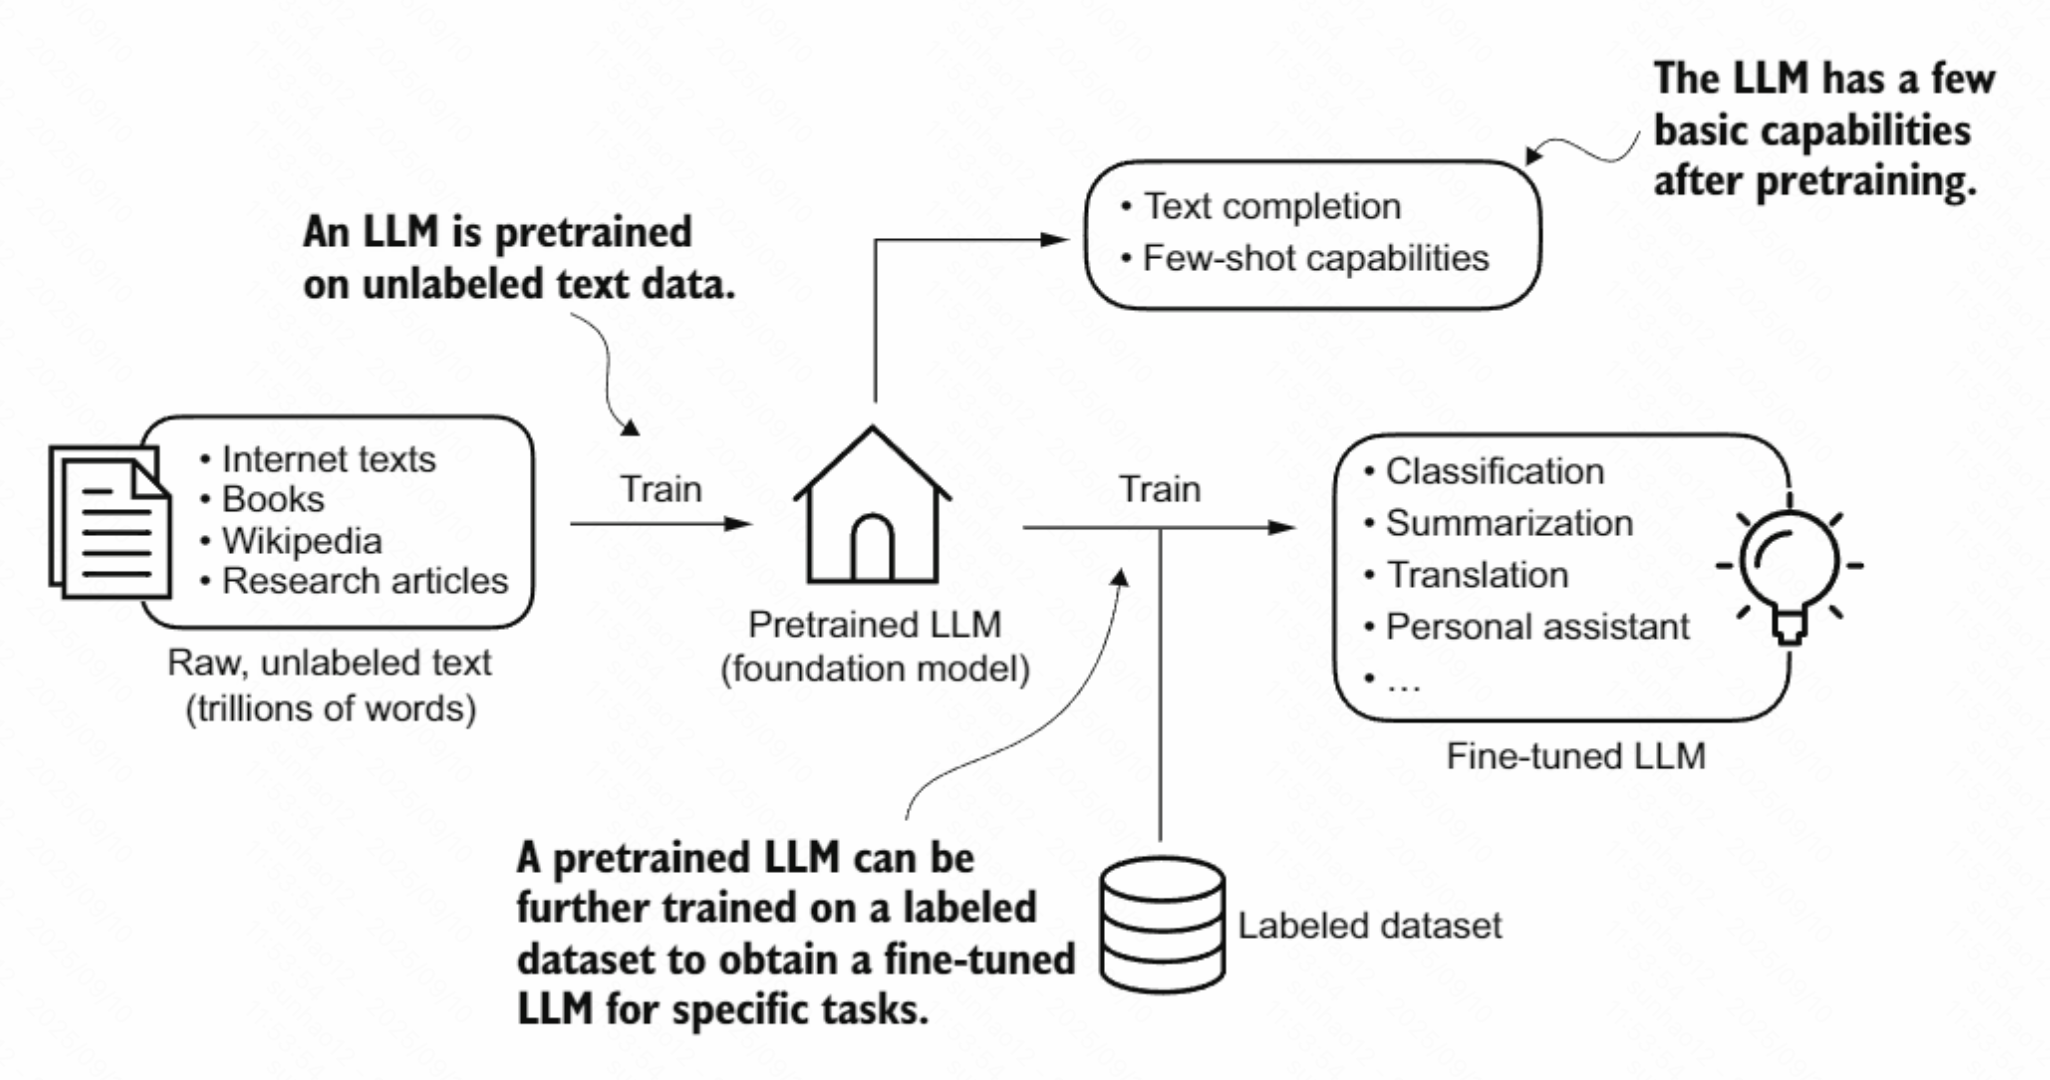 The LLM has a few
basic capabilities
after pretraining.
• Text completion
• Few-shot capabilities
An LLM is pretrained
on unlabeled text data.
• Internet texts
• Books
• Wikipedia
• Research articles
Raw, unlabeled text
(trillions of words)
Train
Pretrained LLM
(foundation model)
Train
• Classification
• Summarization
• Translation
• Personal assistant
• ...
Fine-tuned LLM
A pretrained LLM can be
further trained on a labeled
dataset to obtain a fine-tuned
LLM for specific tasks.
Labeled dataset